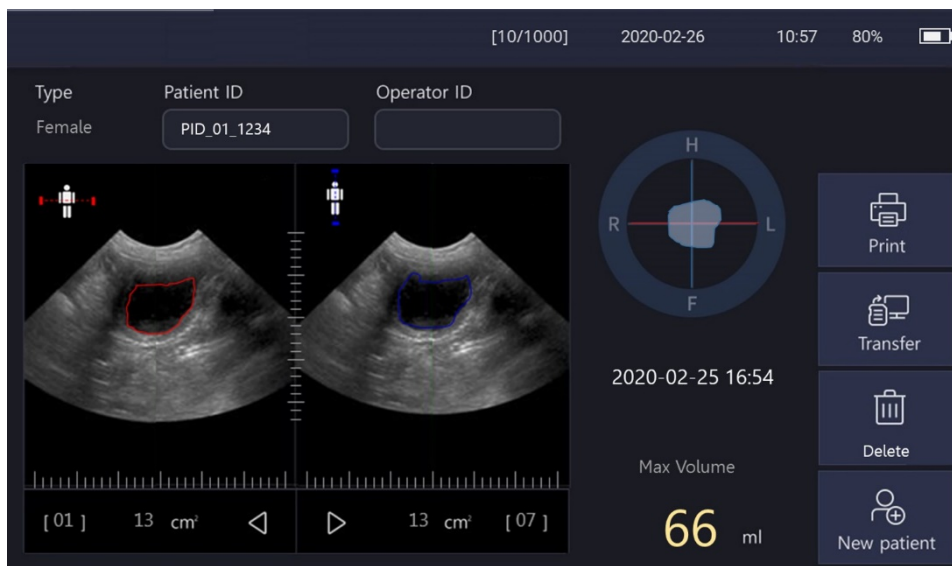 [10/1000] 2020-02-26 10:57 80%
Type Patient ID Operator ID
Female PID_01_1234
H
R L
F
2020-02-25 16:54
Max Volume
66 ml
[ 01 ] 13 cm² 13 cm² [ 07 ]
Print
Transfer
Delete
New patient